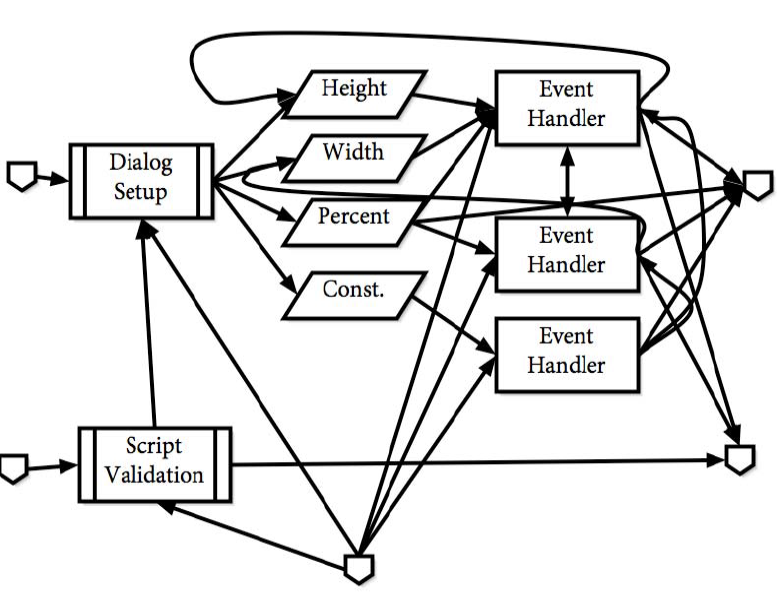 Height
Event
Handler
Dialog
Setup
Width
Percent
Event
Handler
Const.
Event
Handler
Script
Validation